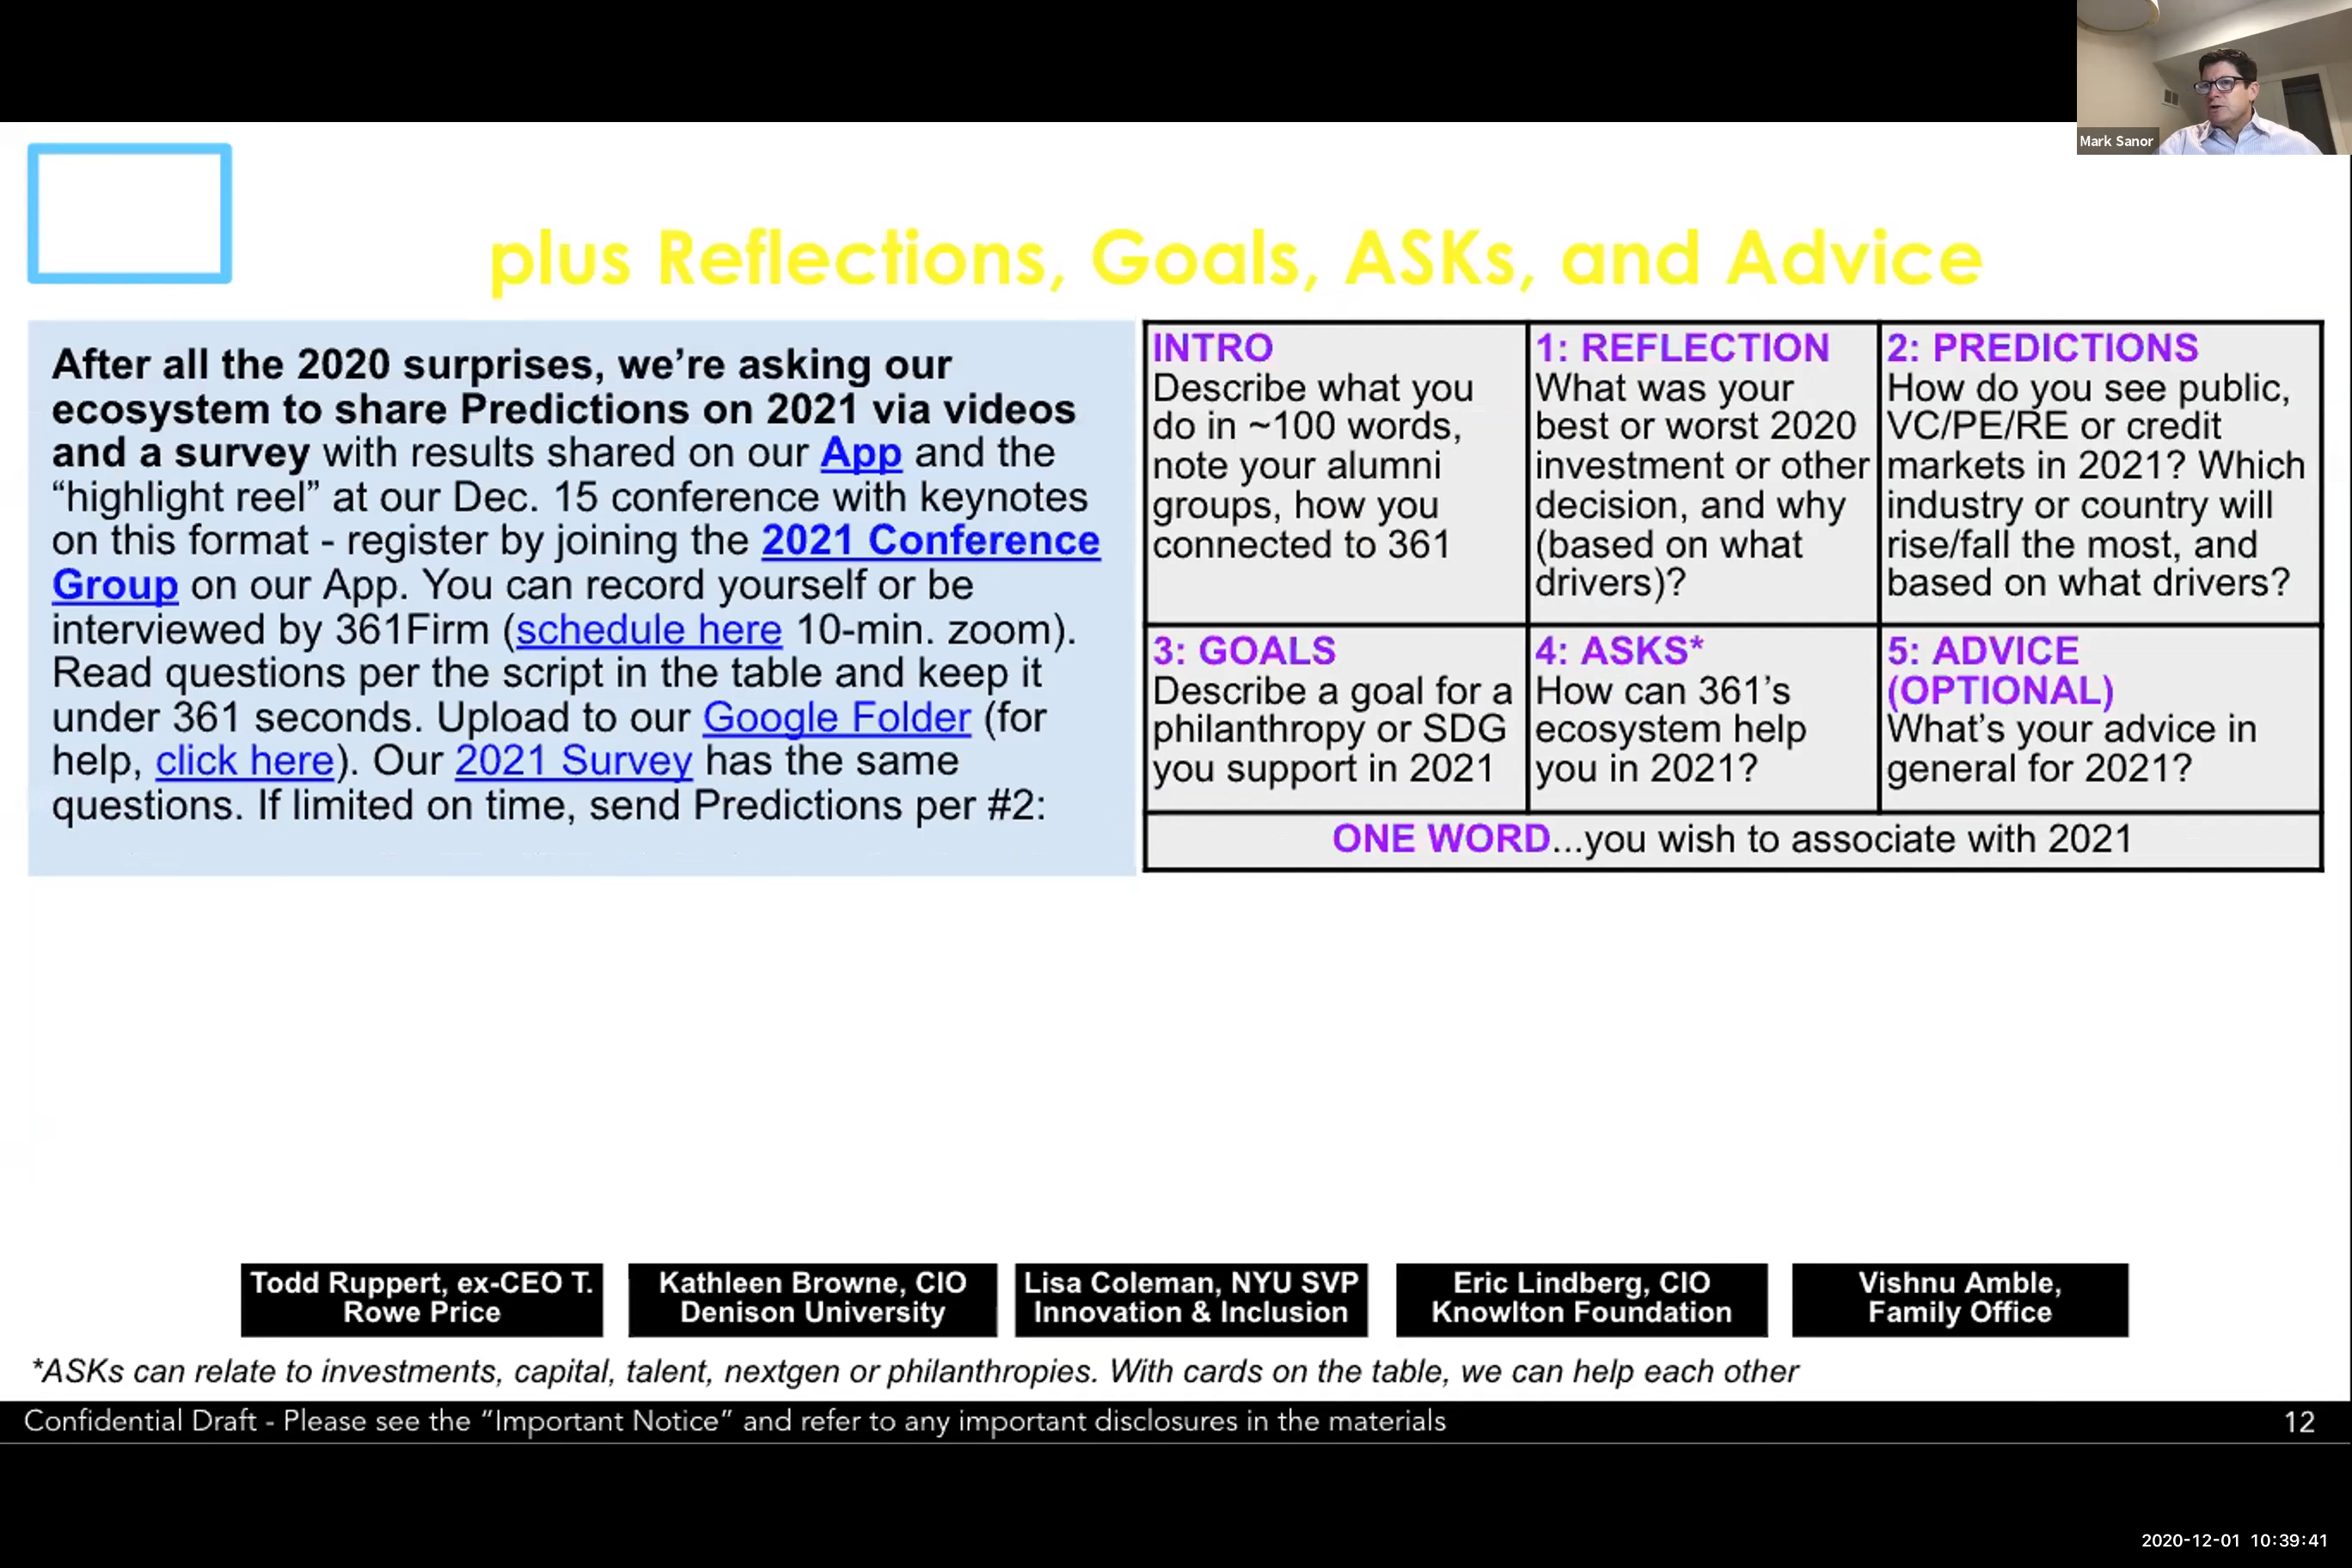 Mark Sanor
plus Reflections, Goals, ASKs, and Advice
After all the 2020 surprises, we’re asking our
ecosystem to share Predictions on 2021 via videos
and a survey with results shared on our App and the
“highlight reel” at our Dec. 15 conference with keynotes
on this format - register by joining the 2021 Conference
Group on our App. You can record yourself or be
interviewed by 361Firm (schedule here 10-min. zoom).
Read questions per the script in the table and keep it
under 361 seconds. Upload to our Google Folder (for
help, click here). Our 2021 Survey has the same
questions. If limited on time, send Predictions per #2:
INTRO
Describe what you
do in ~100 words,
note your alumni
groups, how you
connected to 361
1: REFLECTION
What was your
best or worst 2020
investment or other
decision, and why
(based on what
drivers)?
2: PREDICTIONS
How do you see public,
VC/PE/RE or credit
markets in 2021? Which
industry or country will
rise/fall the most, and
based on what drivers?
3: GOALS
Describe a goal for a
philanthropy or SDG
you support in 2021
4: ASKS*
How can 361’s
ecosystem help
you in 2021?
5: ADVICE
(OPTIONAL)
What’s your advice in
general for 2021?
ONE WORD...you wish to associate with 2021
Todd Ruppert, ex-CEO T.
Rowe Price
Kathleen Browne, CIO
Denison University
Lisa Coleman, NYU SVP
Innovation & Inclusion
Eric Lindberg, CIO
Knowlton Foundation
Vishnu Amble,
Family Office
*ASKs can relate to investments, capital, talent, nextgen or philanthropies. With cards on the table, we can help each other
Confidential Draft - Please see the “Important Notice” and refer to any important disclosures in the materials
12
2020-12-01 10:39:41